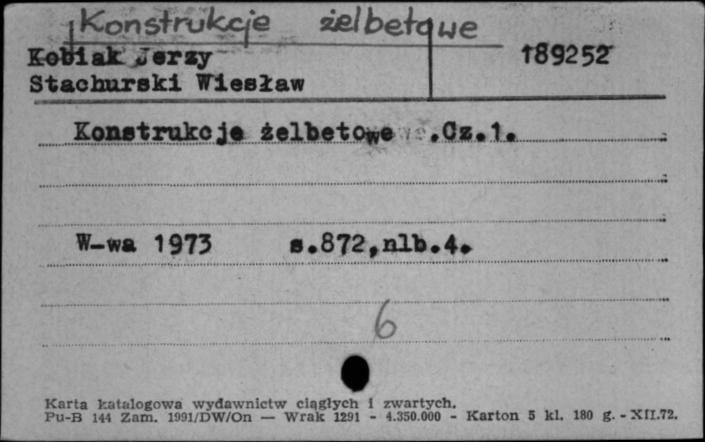 Konstrukcje żelbetowe
Kobiak Jerzy 189252
Stachurski Wiesław
Konstrukcje żelbetowe .Cz.1.
W-wa 1973 s.872,nlb.4.
6
Karta katalogowa wydawnictw ciągłych i zwartych.
Pu-B 144 Zam. 1991/DW/On — Wrak 1291 - 4.350.000 - Karton 5 kl. 180 g. - XII.72.